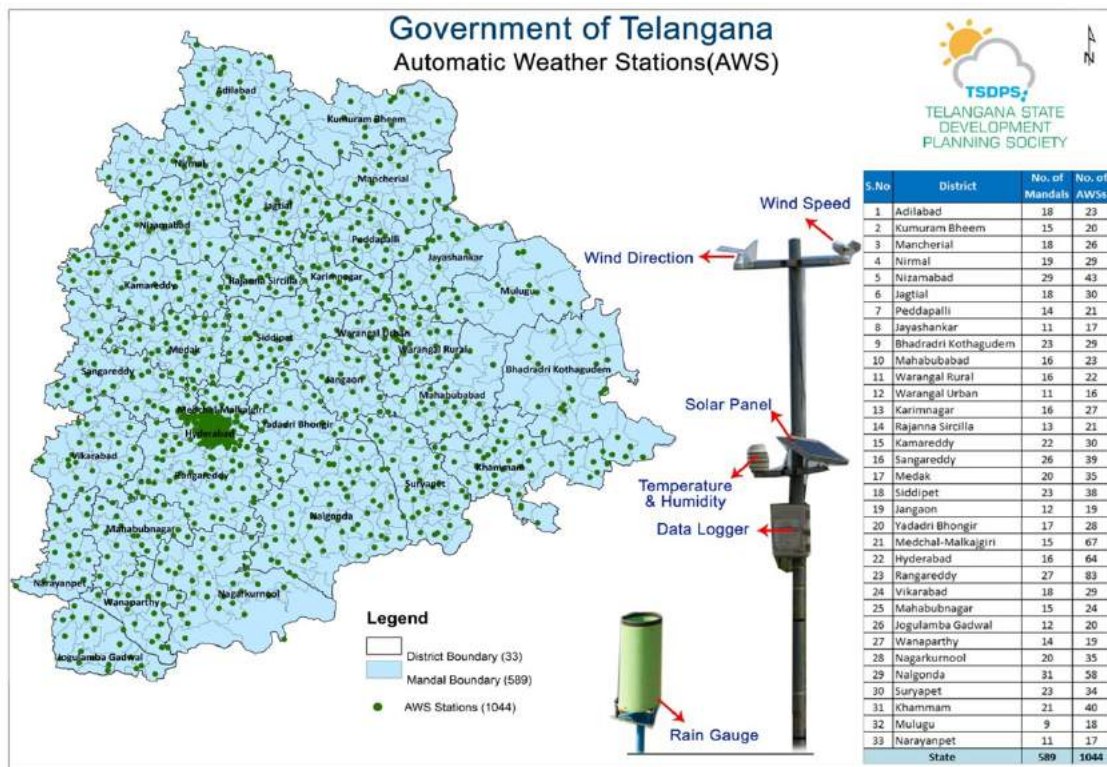 Government of Telangana
Automatic Weather Stations(AWS)
N
TSDPS
TELANGANA STATE
DEVELOPMENT
PLANNING SOCIETY
Adilabad
Kumuram Bheem
Nirmal
Mancherial
Jagtial
Nizamabad
Peddapalli
Jayashankar
Rajanna Sircilla
Karimnagar
Kamareddy
Mulugu
Siddipet
Warangal Urban
Medak
Warangal Rural
Sangareddy
Jangaon
Bhadradri Kothagudem
Mahabubabad
Medchal-Malkajgiri
Yadadri Bhongir
Hyderabad
Vikarabad
Rangareddy
Khammam
Suryapet
Nalgonda
Mahabubnagar
Narayanpet
Nagarkurnool
Wanaparthy
Jogulamba Gadwal
Legend
District Boundary (33)
Mandal Boundary (589)
AWS Stations (1044)
Wind Speed
Wind Direction
Solar Panel
Temperature
& Humidity
Data Logger
Rain Gauge
S.No District No. of Mandals No. of AWSs
1 Adilabad 18 23
2 Kumuram Bheem 15 20
3 Mancherial 18 26
4 Nirmal 19 29
5 Nizamabad 29 43
6 Jagtial 18 30
7 Peddapalli 14 21
8 Jayashankar 11 17
9 Bhadradri Kothagudem 23 29
10 Mahabubabad 16 23
11 Warangal Rural 16 22
12 Warangal Urban 11 16
13 Karimnagar 16 27
14 Rajanna Sircilla 13 21
15 Kamareddy 22 30
16 Sangareddy 26 39
17 Medak 20 35
18 Siddipet 23 38
19 Jangaon 12 19
20 Yadadri Bhongir 17 28
21 Medchal-Malkajgiri 15 67
22 Hyderabad 16 64
23 Rangareddy 27 83
24 Vikarabad 18 29
25 Mahabubnagar 15 24
26 Jogulamba Gadwal 12 20
27 Wanaparthy 14 19
28 Nagarkurnool 20 35
29 Nalgonda 31 58
30 Suryapet 23 34
31 Khammam 21 40
32 Mulugu 9 18
33 Narayanpet 11 17
State 589 1044